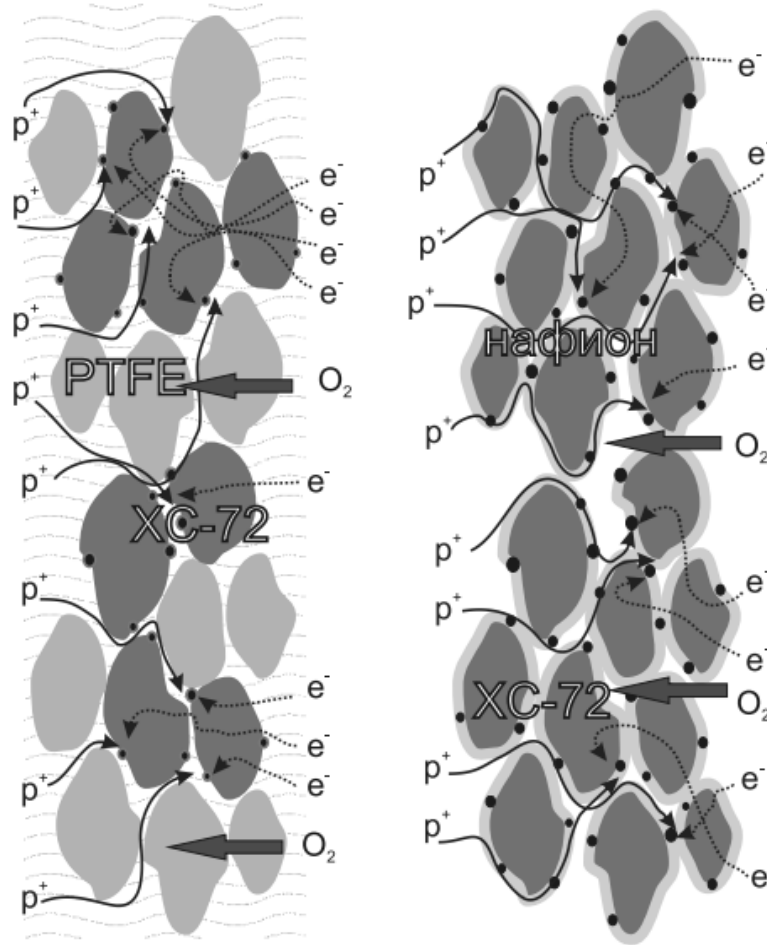 p⁺
p⁺
p⁺
p⁺
p⁺
p⁺
p⁺
p⁺
e⁻
e⁻
e⁻
e⁻
PTFE
O₂
e⁻
XC-72
e⁻
e⁻
e⁻
O₂
e⁻
e⁻
p⁺
p⁺
p⁺
e⁻
нафион
e⁻
p⁺
O₂
p⁺
p⁺
e⁻
e⁻
XC-72
O₂
p⁺
e⁻
p⁺
e⁻